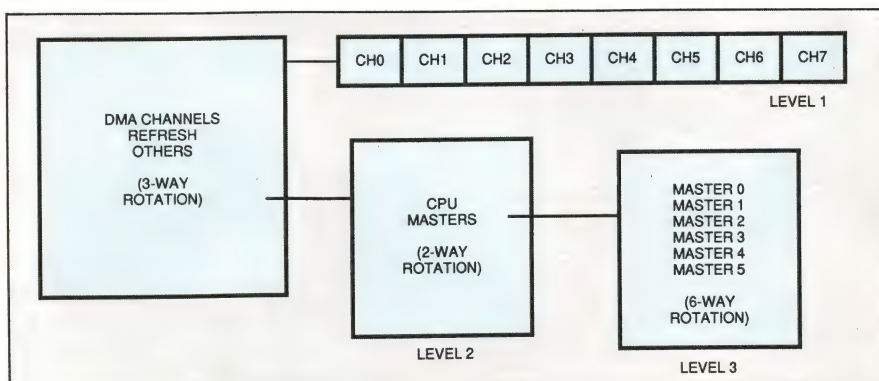 DMA CHANNELS
REFRESH
OTHERS
(3-WAY
ROTATION)
CH0 CH1 CH2 CH3 CH4 CH5 CH6 CH7
LEVEL 1
CPU
MASTERS
(2-WAY
ROTATION)
LEVEL 2
MASTER 0
MASTER 1
MASTER 2
MASTER 3
MASTER 4
MASTER 5
(6-WAY
ROTATION)
LEVEL 3